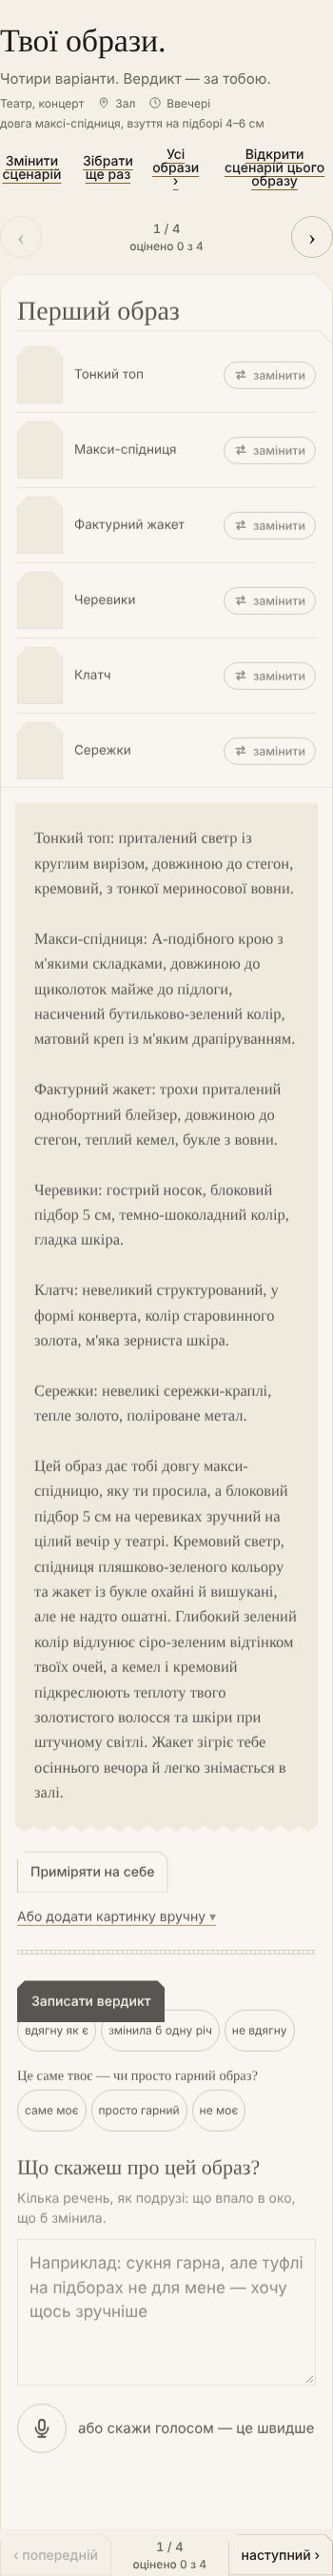 Твої образи.
Чотири варіанти. Вердикт — за тобою.
Театр, концерт Зал Ввечері
довга максі-спідниця, взуття на підборі 4–6 см
Змінити
сценарій
Зібрати
ще раз
Усі
образи
›
Відкрити
сценарій цього
образу
‹
1 / 4
оцінено 0 з 4
›
Перший образ
Тонкий топ
замінити
Макси-спідниця
замінити
Фактурний жакет
замінити
Черевики
замінити
Клатч
замінити
Сережки
замінити
Тонкий топ: приталений светр із
круглим вирізом, довжиною до стегон,
кремовий, з тонкої мериносової вовни.
Макси-спідниця: А-подібного крою з
м'якими складками, довжиною до
щиколоток майже до підлоги,
насичений бутильково-зелений колір,
матовий креп із м'яким драпіруванням.
Фактурний жакет: трохи приталений
однобортний блейзер, довжиною до
стегон, теплий кемел, букле з вовни.
Черевики: гострий носок, блоковий
підбор 5 см, темно-шоколадний колір,
гладка шкіра.
Клатч: невеликий структурований, у
формі конверта, колір старовинного
золота, м'яка зерниста шкіра.
Сережки: невеликі сережки-краплі,
тепле золото, поліроване метал.
Цей образ дає тобі довгу макси-
спідницю, яку ти просила, а блоковий
підбор 5 см на черевиках зручний на
цілий вечір у театрі. Кремовий светр,
спідниця пляшково-зеленого кольору
та жакет із букле охайні й вишукані,
але не надто ошатні. Глибокий зелений
колір відлунює сіро-зеленим відтінком
твоїх очей, а кемел і кремовий
підкреслюють теплоту твого
золотистого волосся та шкіри при
штучному світлі. Жакет зігріє тебе
осіннього вечора й легко знімається в
залі.
Приміряти на себе
Або додати картинку вручну ▾
Записати вердикт
вдягну як є
змінила б одну річ
не вдягну
Це саме твоє — чи просто гарний образ?
саме моє
просто гарний
не моє
Що скажеш про цей образ?
Кілька речень, як подрузі: що впало в око,
що б змінила.
Наприклад: сукня гарна, але туфлі
на підборах не для мене — хочу
щось зручніше
або скажи голосом — це швидше
‹ попередній
1 / 4
оцінено 0 з 4
наступний ›